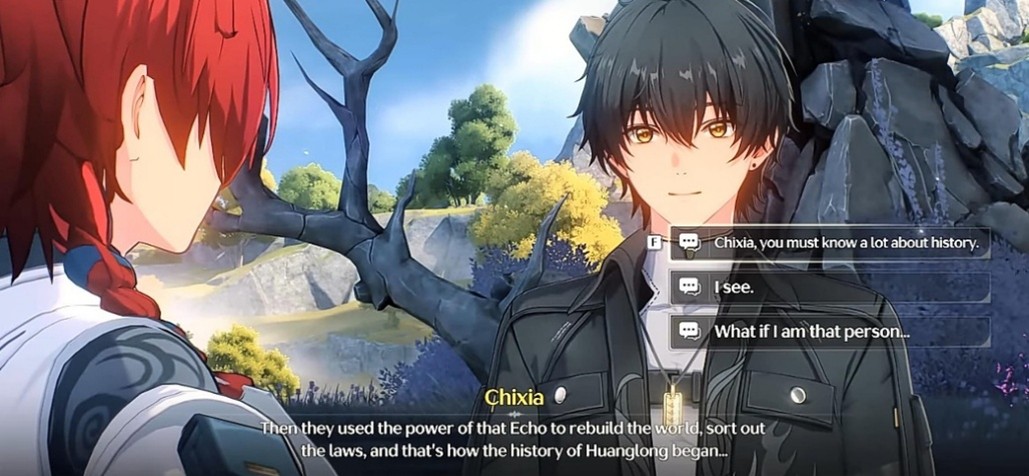 F
Chixia, you must know a lot about history.
I see.
What if I am that person...
Chixia
Then they used the power of that Echo to rebuild the world, sort out
the laws, and that's how the history of Huanglong began...